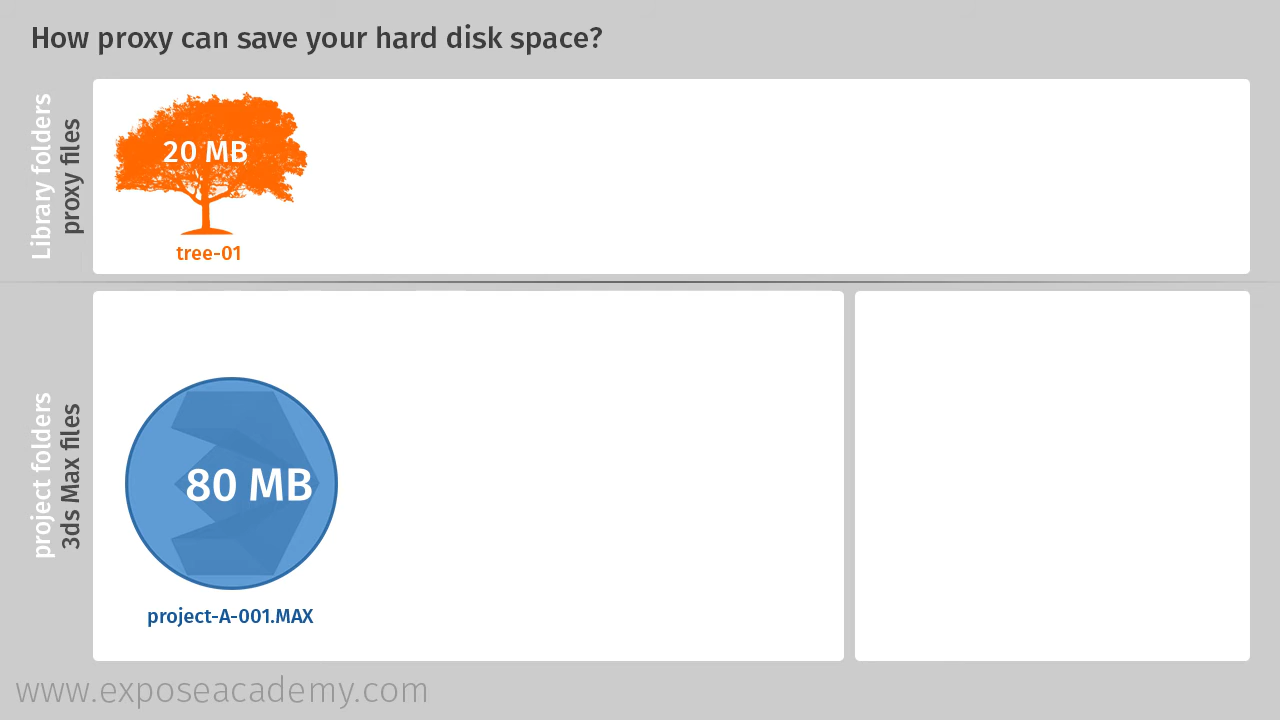 How proxy can save your hard disk space?
Library folders
proxy files
20 MB
tree-01
project folders
3ds Max files
80 MB
project-A-001.MAX
www.exposeacademy.com